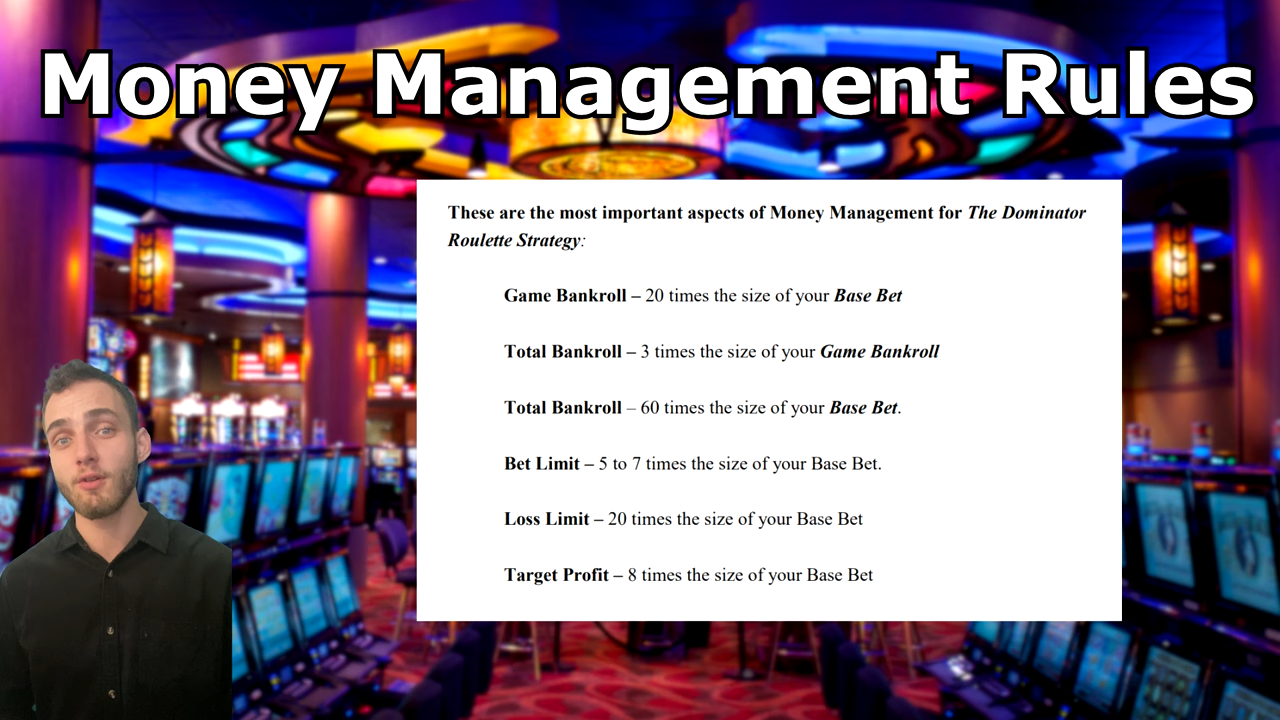 Money Management Rules
These are the most important aspects of Money Management for The Dominator
Roulette Strategy:
Game Bankroll – 20 times the size of your Base Bet
Total Bankroll – 3 times the size of your Game Bankroll
Total Bankroll – 60 times the size of your Base Bet.
Bet Limit – 5 to 7 times the size of your Base Bet.
Loss Limit – 20 times the size of your Base Bet
Target Profit – 8 times the size of your Base Bet